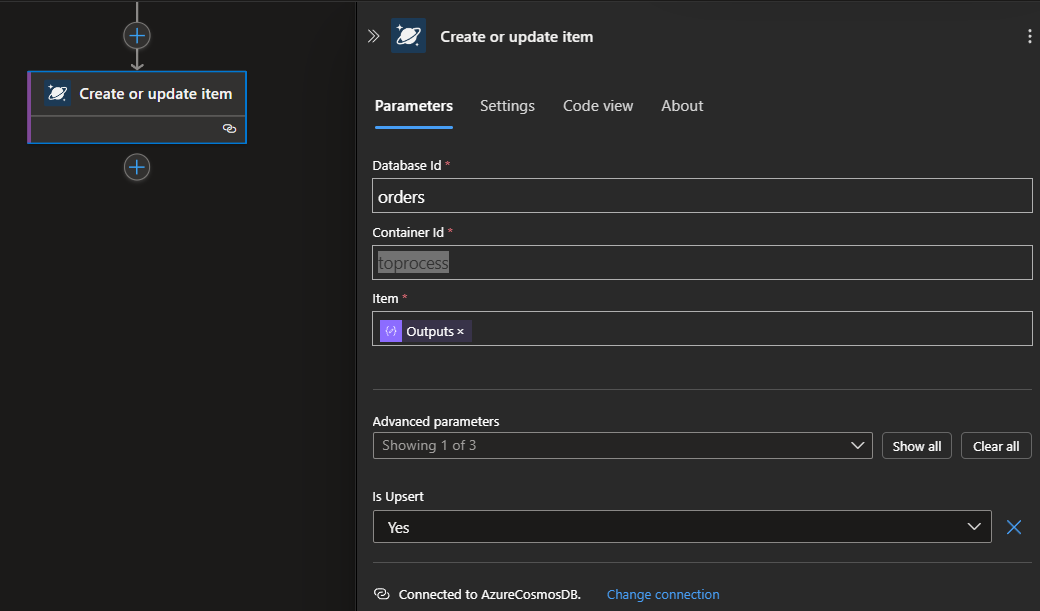 Create or update item
Create or update item
Parameters Settings Code view About
Database Id *
orders
Container Id *
toprocess
Item *
Outputs ×
Advanced parameters
Showing 1 of 3 Show all Clear all
Is Upsert
Yes
Connected to AzureCosmosDB. Change connection